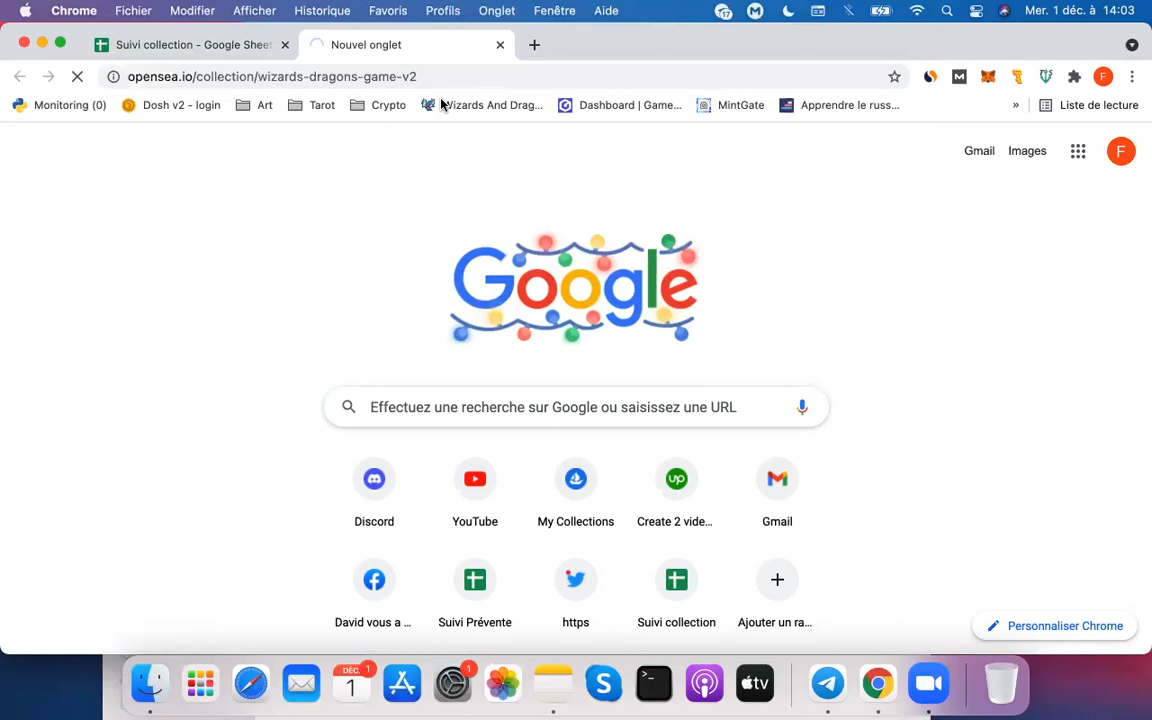 Chrome Fichier Modifier Afficher Historique Favoris Profils Onglet Fenêtre Aide 17 Mer. 1 déc. à 14:03
Suivi collection - Google Sheet Nouvel onglet
opensea.io/collection/wizards-dragons-game-v2
Monitoring (0) Dosh v2 - login Art Tarot Crypto Wizards And Drag... Dashboard | Game... MintGate Apprendre le russ... » Liste de lecture
Gmail Images F
Google
Effectuez une recherche sur Google ou saisissez une URL
Discord YouTube My Collections Create 2 vide... Gmail
David vous a ... Suivi Prévente https Suivi collection Ajouter un ra...
Personnaliser Chrome
DÉC. 1 1 1 tv